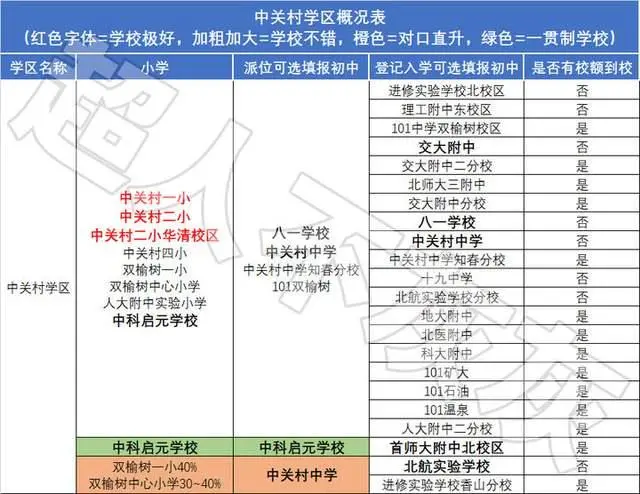 中关村学区概况表
(红色字体=学校极好，加粗加大=学校不错，橙色=对口直升，绿色=一贯制学校)
学区名称 小学 派位可选填报初中 登记入学可选填报初中 是否有校额到校
中关村学区
中关村一小
中关村二小
中关村二小华清校区
中关村四小
双榆树一小
双榆树中心小学
人大附中实验小学
中科启元学校
八一学校
中关村中学
中关村中学知春分校
101双榆树
进修实验学校北校区 否
理工附中东校区 否
101中学双榆树校区 是
交大附中 否
交大附中二分校 是
北师大三附中 是
交大附中分校 是
八一学校 否
中关村中学 否
中关村中学知春分校 是
十九中学 否
北航实验学校分校 否
地大附中 是
北医附中 是
科大附中 是
101矿大 是
101石油 是
101温泉 是
人大附中二分校 是
中科启元学校 中科启元学校 首师大附中北校区 是
双榆树一小40%
双榆树中心小学30~40%
中关村中学
北航实验学校 否
进修实验学校香山分校 是
超人不变灰